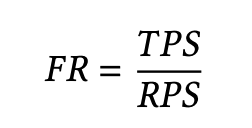 FR = TPS / RPS